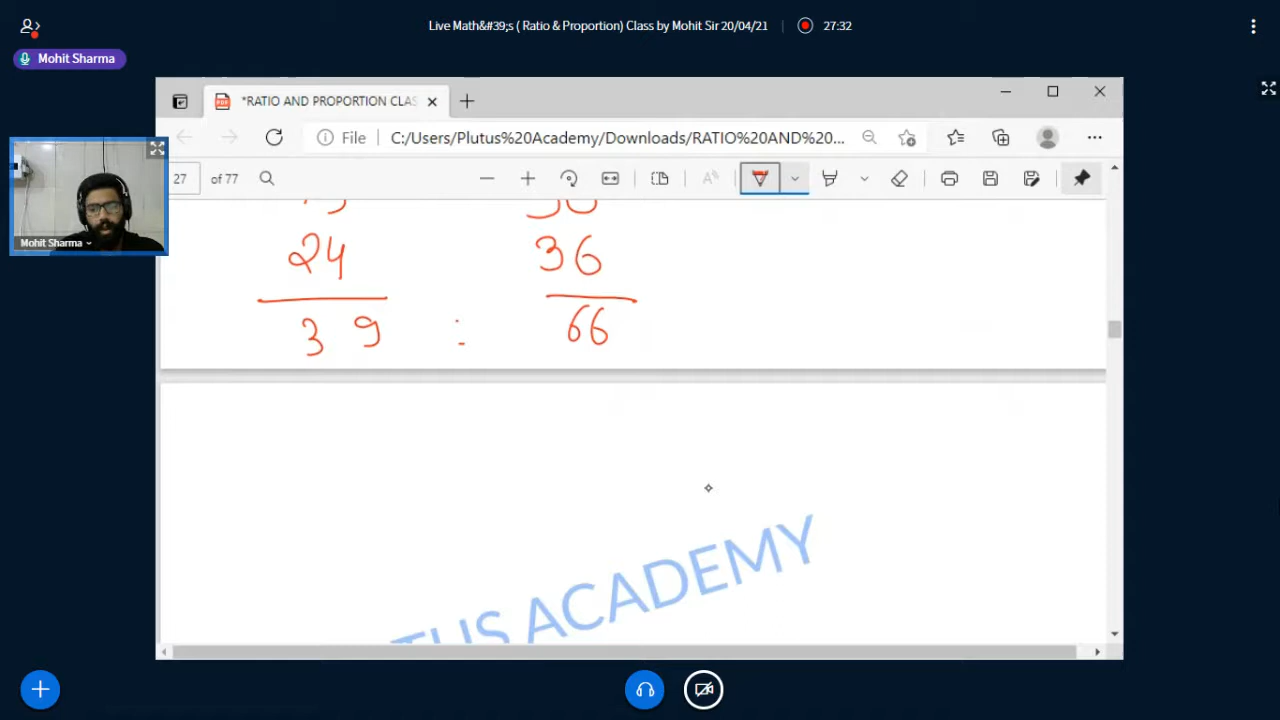 Live Math&#39;s ( Ratio & Proportion) Class by Mohit Sir 20/04/21 27:32
Mohit Sharma
*RATIO AND PROPORTION CLAS
File C:/Users/Plutus%20Academy/Downloads/RATIO%20AND%20...
27 of 77
24 36
39 : 66
Mohit Sharma
TUS ACADEMY